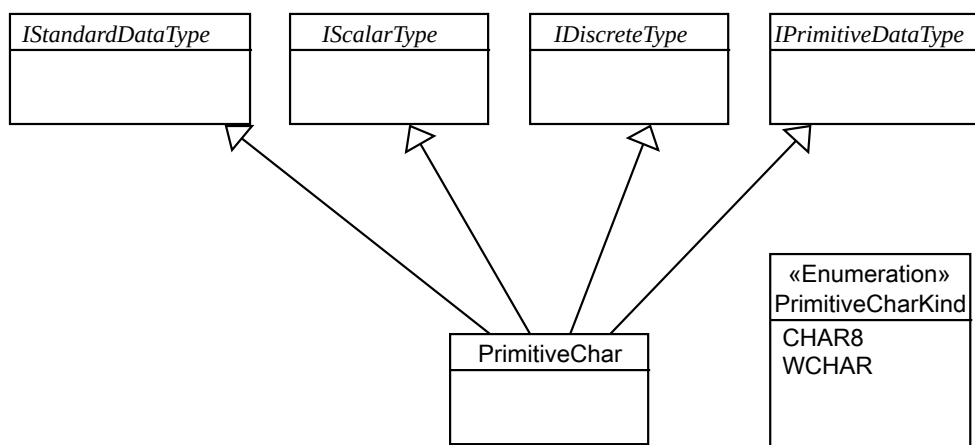 IStandardDataType
IScalarType
IDiscreteType
IPrimitiveDataType
«Enumeration»
PrimitiveCharKind
CHAR8
WCHAR
PrimitiveChar